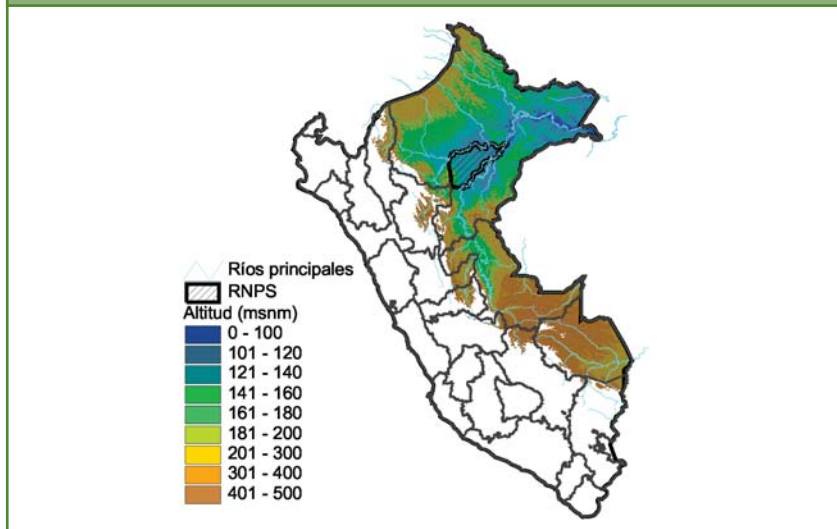 Ríos principales
RNPS
Altitud (msnm)
0 - 100
101 - 120
121 - 140
141 - 160
161 - 180
181 - 200
201 - 300
301 - 400
401 - 500